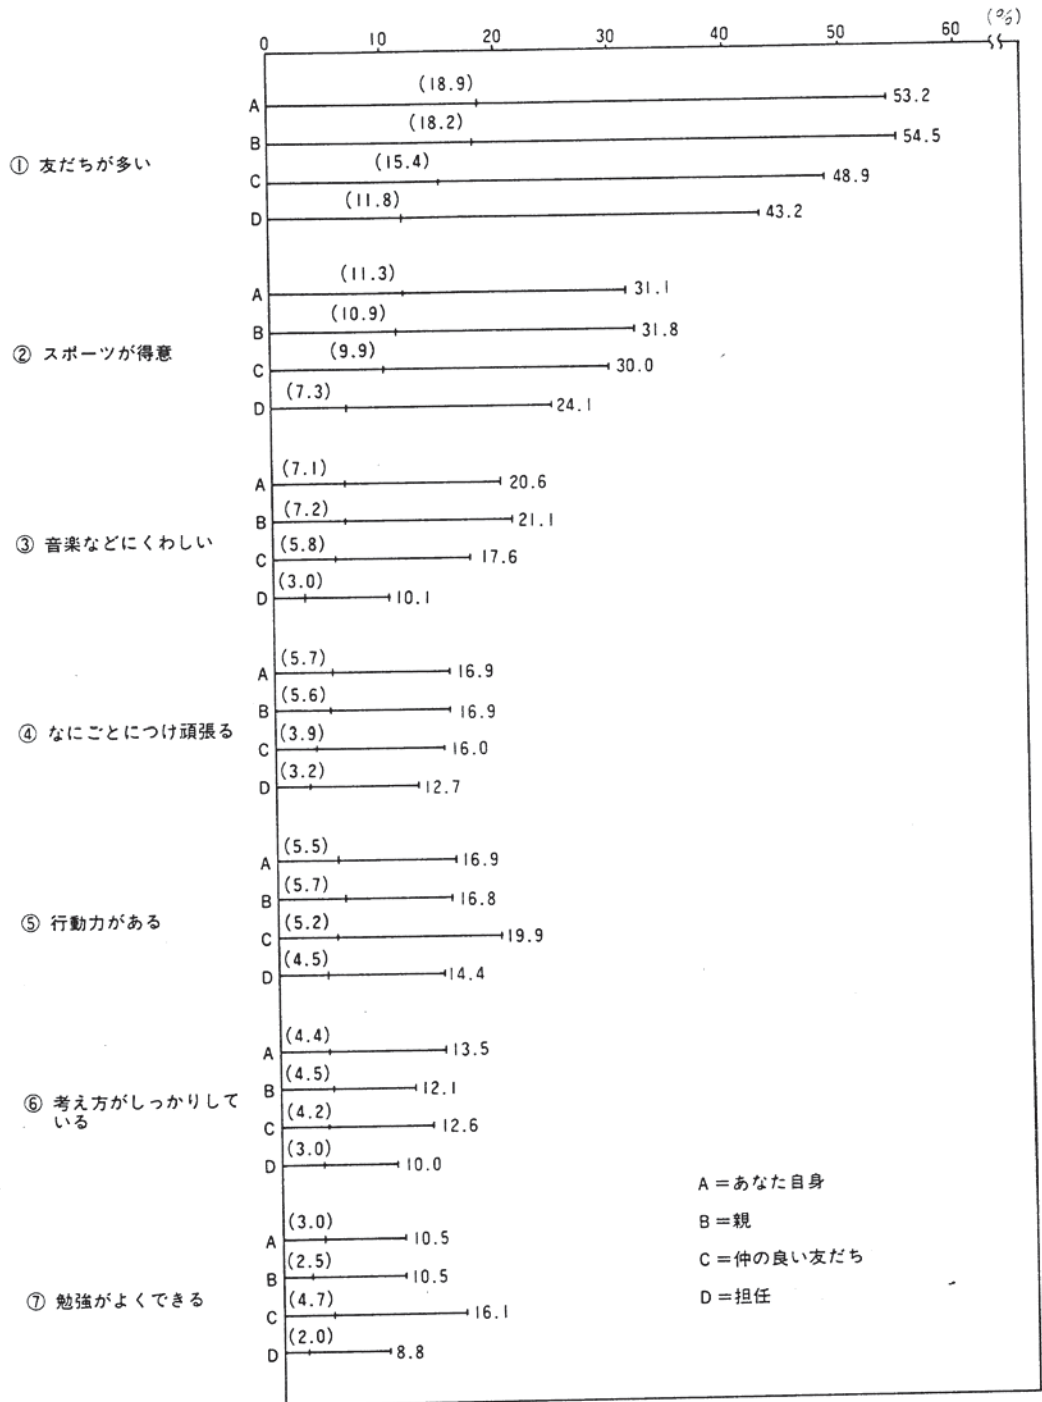 (%)
0 10 20 30 40 50 60
① 友だちが多い
A (18.9) 53.2
B (18.2) 54.5
C (15.4) 48.9
D (11.8) 43.2
② スポーツが得意
A (11.3) 31.1
B (10.9) 31.8
C (9.9) 30.0
D (7.3) 24.1
③ 音楽などにくわしい
A (7.1) 20.6
B (7.2) 21.1
C (5.8) 17.6
D (3.0) 10.1
④ なにごとにつけ頑張る
A (5.7) 16.9
B (5.6) 16.9
C (3.9) 16.0
D (3.2) 12.7
⑤ 行動力がある
A (5.5) 16.9
B (5.7) 16.8
C (5.2) 19.9
D (4.5) 14.4
⑥ 考え方がしっかりして
いる
A (4.4) 13.5
B (4.5) 12.1
C (4.2) 12.6
D (3.0) 10.0
⑦ 勉強がよくできる
A (3.0) 10.5
B (2.5) 10.5
C (4.7) 16.1
D (2.0) 8.8
A＝あなた自身
B＝親
C＝仲の良い友だち
D＝担任